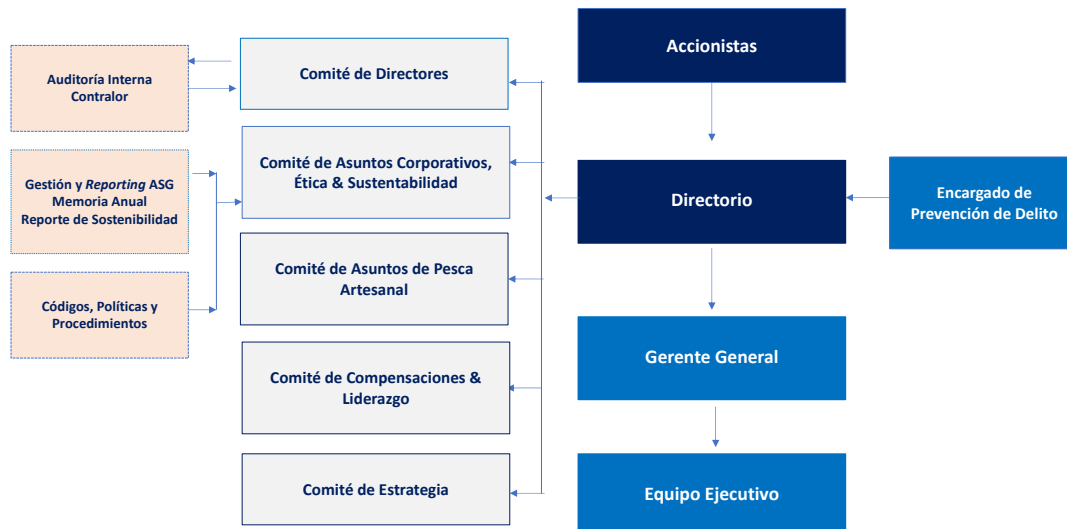 Accionistas
Auditoría Interna
Contralor
Comité de Directores
Gestión y Reporting ASG
Memoria Anual
Reporte de Sostenibilidad
Comité de Asuntos Corporativos,
Ética & Sustentabilidad
Directorio
Encargado de
Prevención de Delito
Comité de Asuntos de Pesca
Artesanal
Códigos, Políticas y
Procedimientos
Gerente General
Comité de Compensaciones &
Liderazgo
Comité de Estrategia
Equipo Ejecutivo